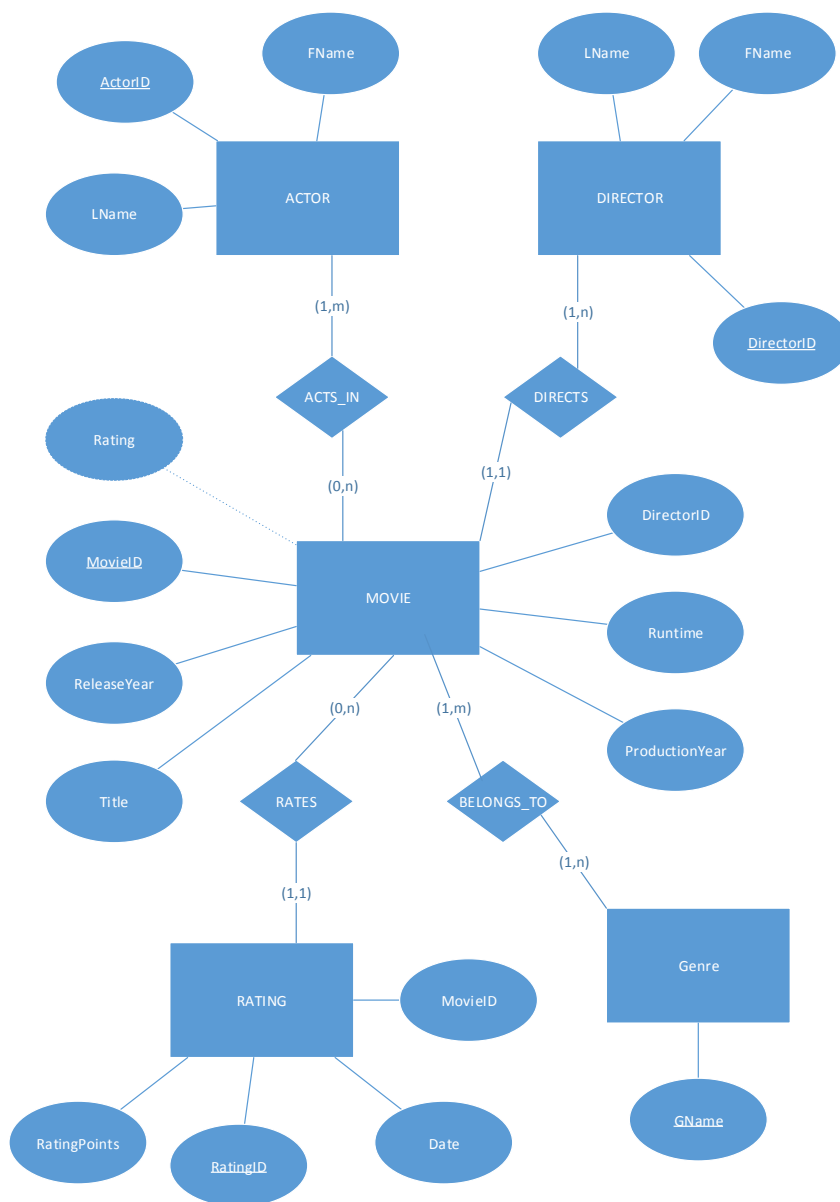 FName
LName
FName
ActorID
ACTOR
DIRECTOR
LName
(1,m)
(1,n)
DirectorID
ACTS_IN
DIRECTS
Rating
(0,n)
(1,1)
DirectorID
MovieID
MOVIE
Runtime
ReleaseYear
(0,n)
(1,m)
ProductionYear
Title
RATES
BELONGS_TO
(1,n)
(1,1)
Genre
RATING
MovieID
GName
RatingPoints
RatingID
Date